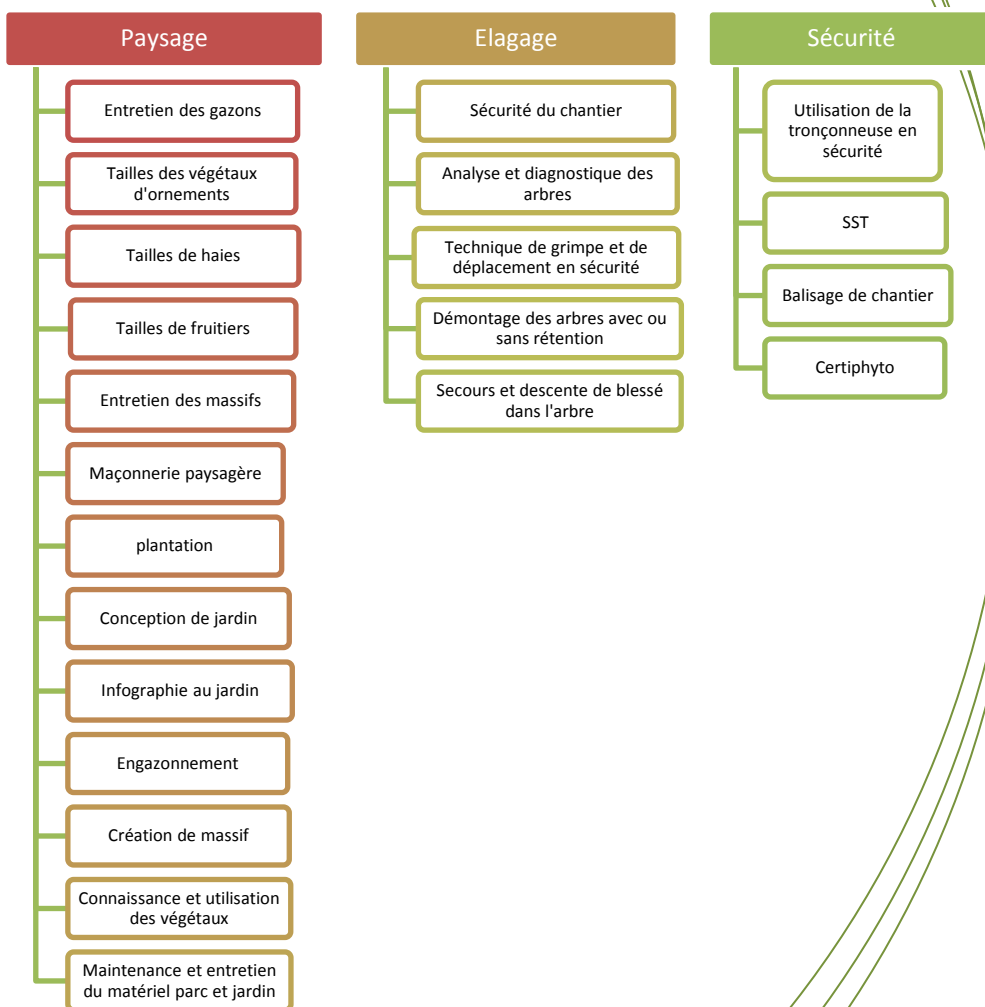 Paysage
Entretien des gazons
Tailles des végétaux
d'ornements
Tailles de haies
Tailles de fruitiers
Entretien des massifs
Maçonnerie paysagère
plantation
Conception de jardin
Infographie au jardin
Engazonnement
Création de massif
Connaissance et utilisation
des végétaux
Maintenance et entretien
du matériel parc et jardin
Elagage
Sécurité du chantier
Analyse et diagnostique des
arbres
Technique de grimpe et de
déplacement en sécurité
Démontage des arbres avec ou
sans rétention
Secours et descente de blessé
dans l'arbre
Sécurité
Utilisation de la
tronçonneuse en
sécurité
SST
Balisage de chantier
Certiphyto